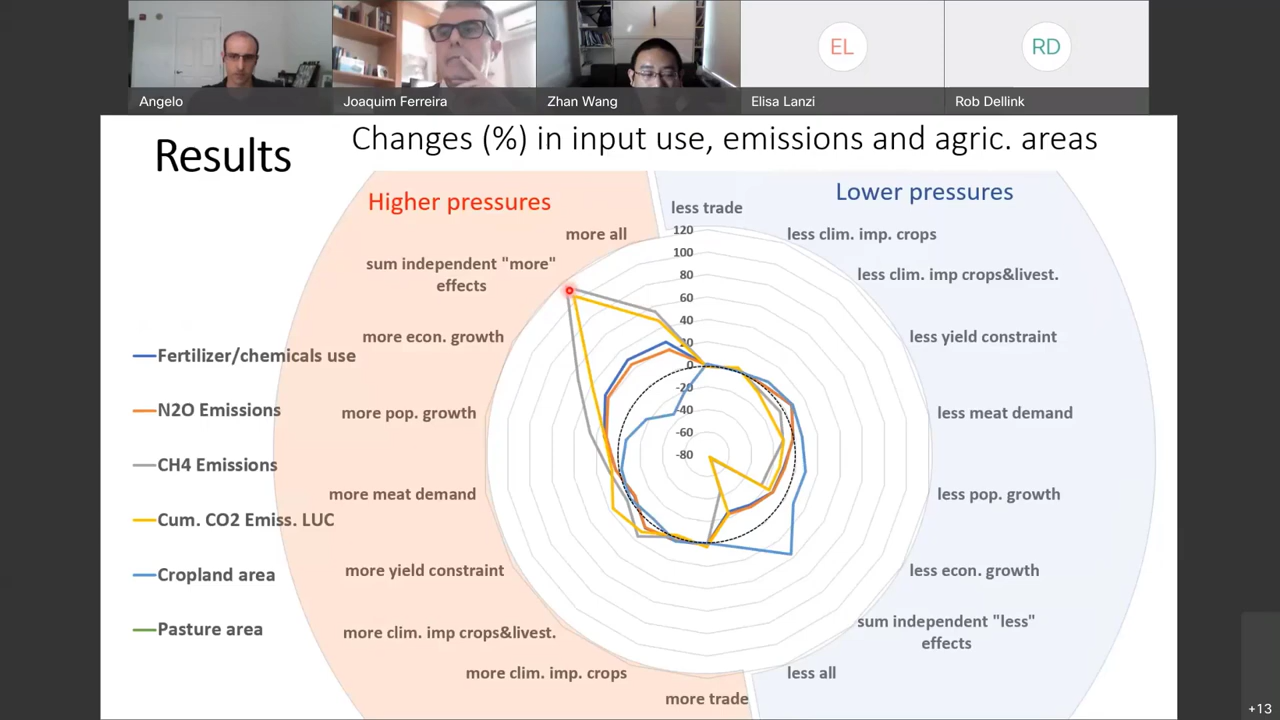 EL
RD
Angelo
Joaquim Ferreira
Zhan Wang
Elisa Lanzi
Rob Dellink
Results
Changes (%) in input use, emissions and agric. areas
Higher pressures
Lower pressures
less trade
less clim. imp. crops
less clim. imp crops&livest.
less yield constraint
less meat demand
less pop. growth
less econ. growth
sum independent "less"
effects
less all
more trade
more clim. imp. crops
more clim. imp crops&livest.
more yield constraint
more meat demand
more pop. growth
more econ. growth
sum independent "more"
effects
more all
120
100
80
60
40
20
0
-20
-40
-60
-80
Fertilizer/chemicals use
N2O Emissions
CH4 Emissions
Cum. CO2 Emiss. LUC
Cropland area
Pasture area
+13